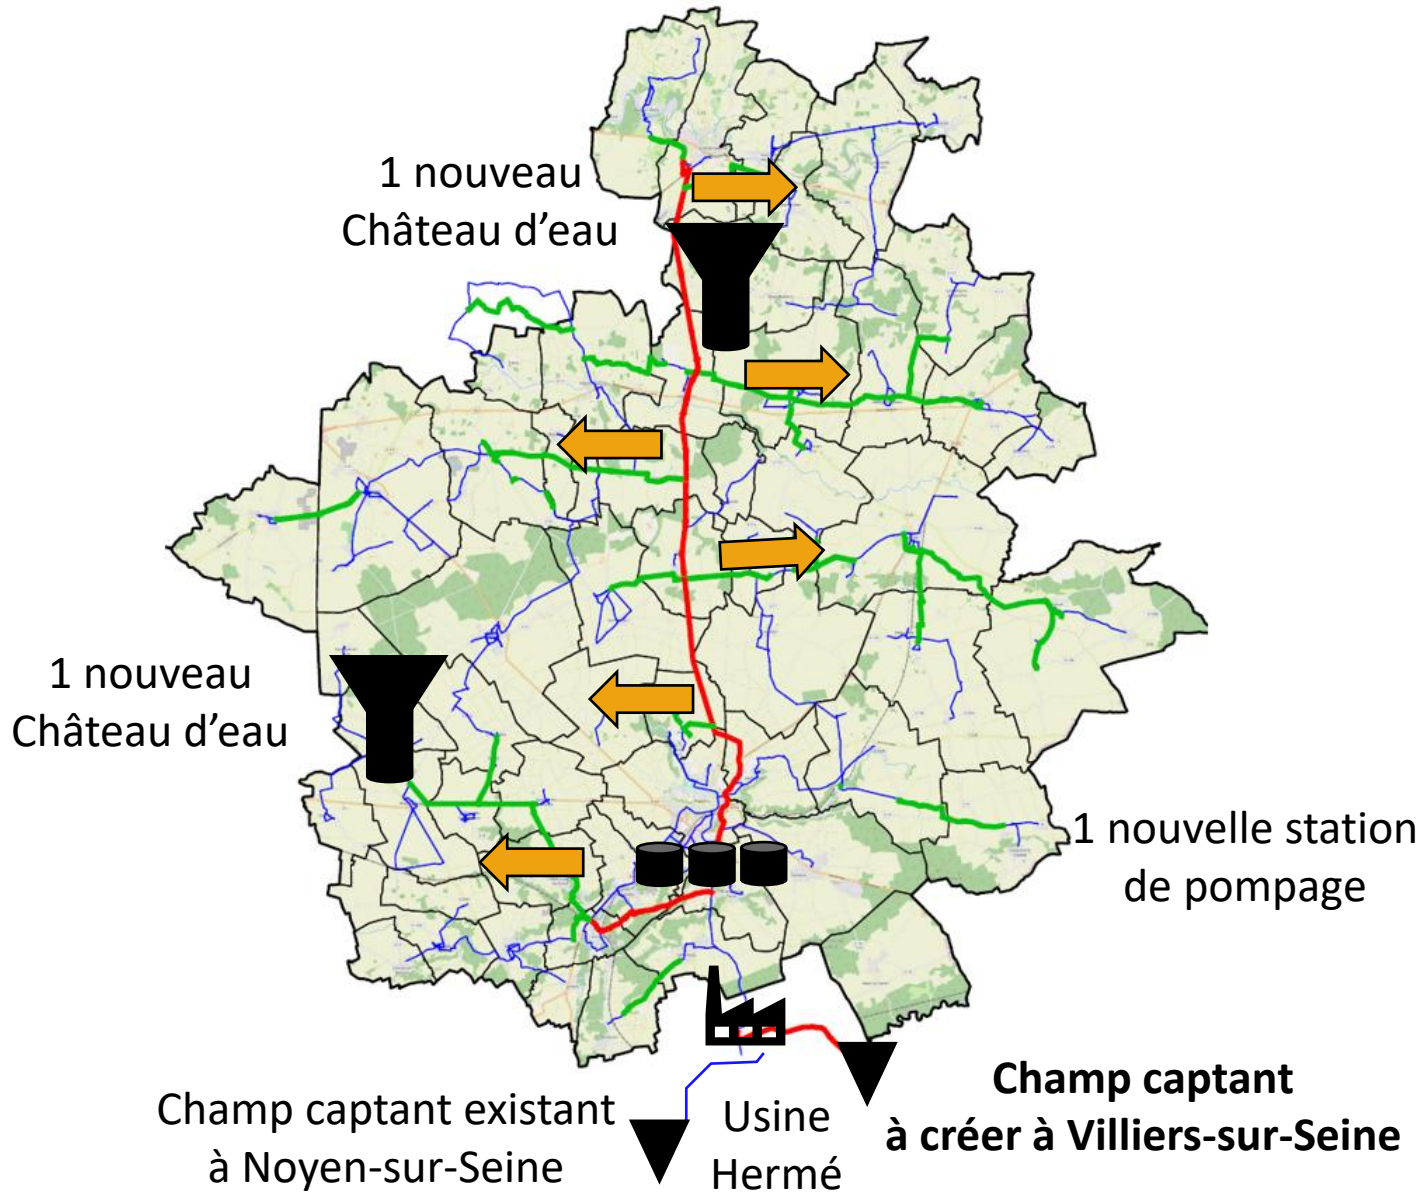 1 nouveau
Château d’eau
1 nouveau
Château d’eau
1 nouvelle station
de pompage
Champ captant existant
à Noyen-sur-Seine
Usine
Hermé
Champ captant
à créer à Villiers-sur-Seine